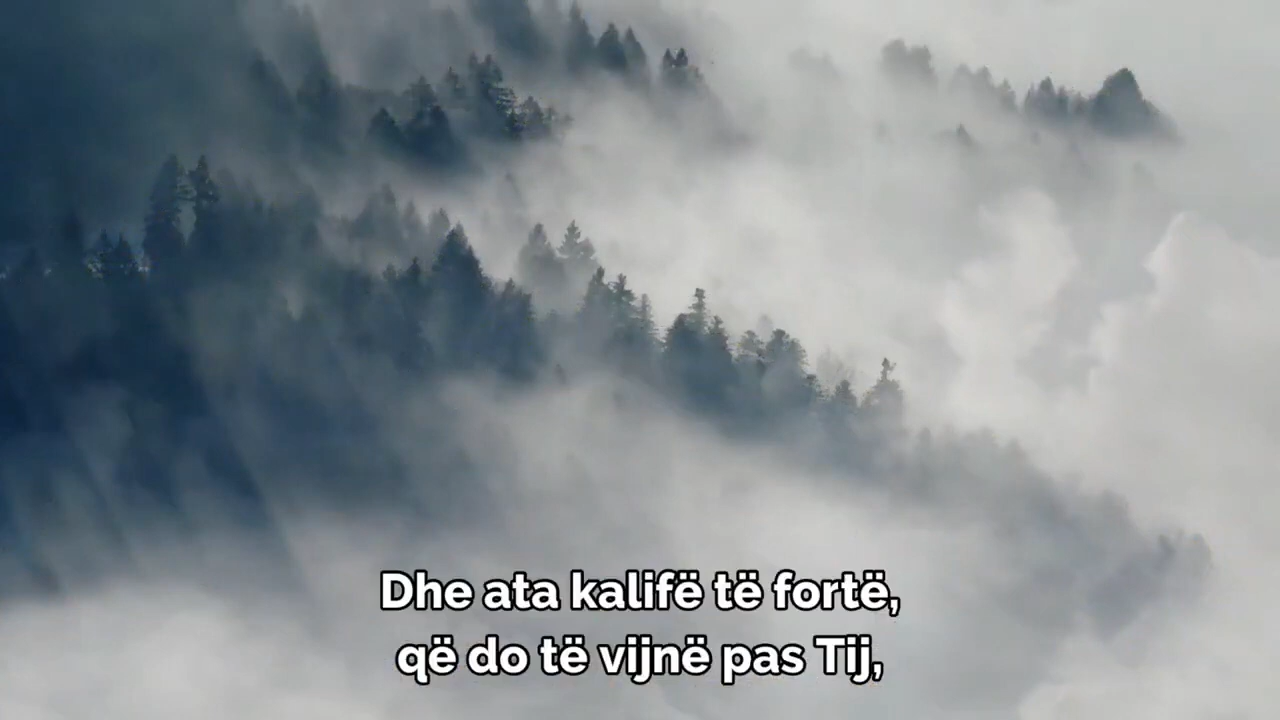 Dhe ata kalifë të fortë,
që do të vijnë pas Tij,